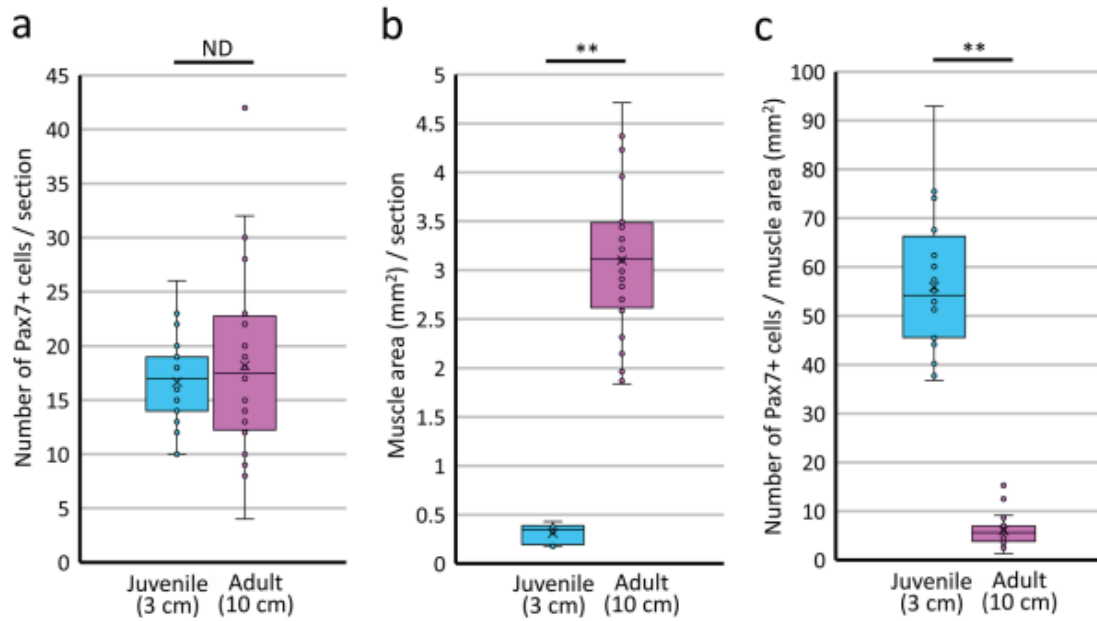 a
ND
Number of Pax7+ cells / section
45
40
35
30
25
20
15
10
5
0
Juvenile
(3 cm)
Adult
(10 cm)
b
**
Muscle area (mm²) / section
5
4.5
4
3.5
3
2.5
2
1.5
1
0.5
0
Juvenile
(3 cm)
Adult
(10 cm)
c
**
Number of Pax7+ cells / muscle area (mm²)
100
90
80
70
60
50
40
30
20
10
0
Juvenile
(3 cm)
Adult
(10 cm)